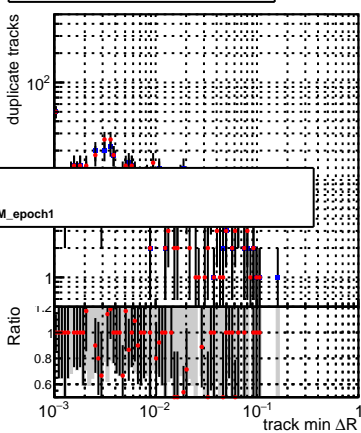 duplicate tracks
10²
M_epoch1
1
Ratio
1.2
1
0.8
0.6
10⁻³
10⁻²
10⁻¹
1
track min ΔR